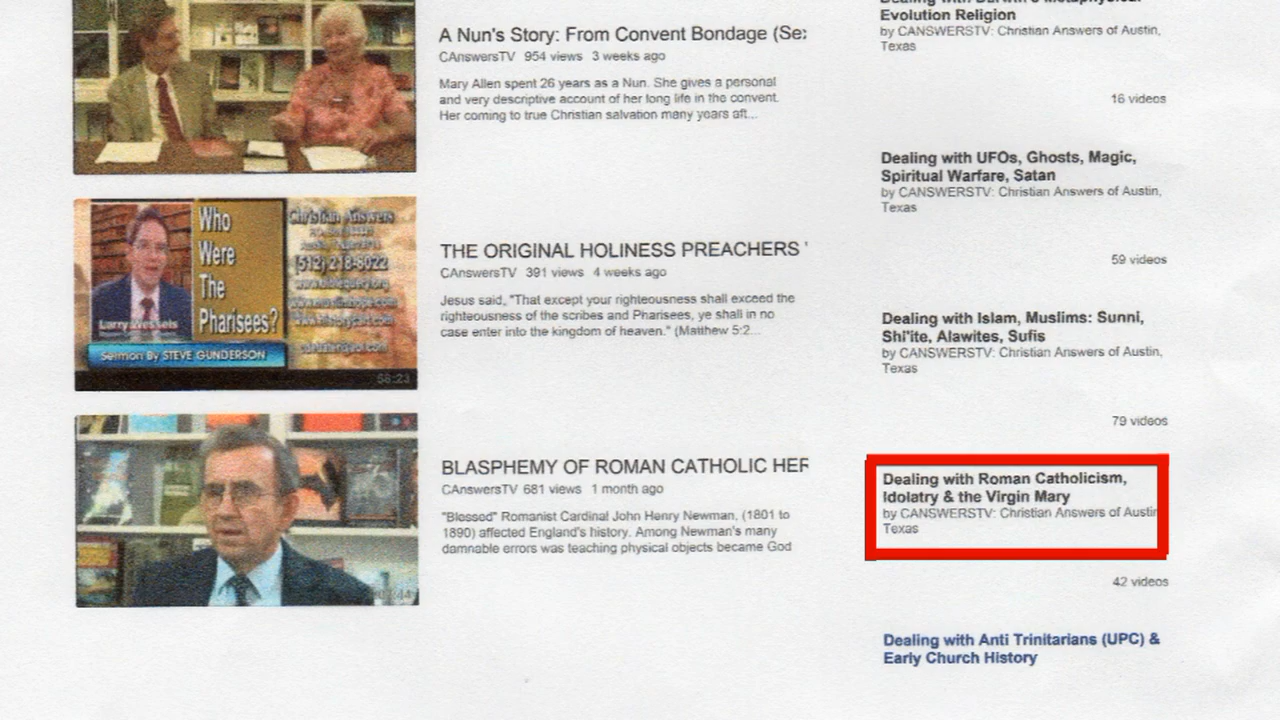 A Nun's Story: From Convent Bondage (Se
CAnswersTV 954 views 3 weeks ago
Mary Allen spent 26 years as a Nun. She gives a personal
and very descriptive account of her long life in the convent.
Her coming to true Christian salvation many years aft...
Who
Were
The
Pharisees?
Larry Wessels
Sermon By STEVE GUNDERSON
Christian Answers
(512) 218-8022
58:23
THE ORIGINAL HOLINESS PREACHERS
CAnswersTV 391 views 4 weeks ago
Jesus said, "That except your righteousness shall exceed the
righteousness of the scribes and Pharisees, ye shall in no
case enter into the kingdom of heaven." (Matthew 5:2...
BLASPHEMY OF ROMAN CATHOLIC HER
CAnswersTV 681 views 1 month ago
"Blessed" Romanist Cardinal John Henry Newman, (1801 to
1890) affected England's history. Among Newman's many
damnable errors was teaching physical objects became God
Evolution Religion
by CANSWERSTV: Christian Answers of Austin,
Texas
16 videos
Dealing with UFOs, Ghosts, Magic,
Spiritual Warfare, Satan
by CANSWERSTV: Christian Answers of Austin,
Texas
59 videos
Dealing with Islam, Muslims: Sunni,
Shi'ite, Alawites, Sufis
by CANSWERSTV: Christian Answers of Austin,
Texas
79 videos
Dealing with Roman Catholicism,
Idolatry & the Virgin Mary
by CANSWERSTV: Christian Answers of Austin
Texas
42 videos
Dealing with Anti Trinitarians (UPC) &
Early Church History